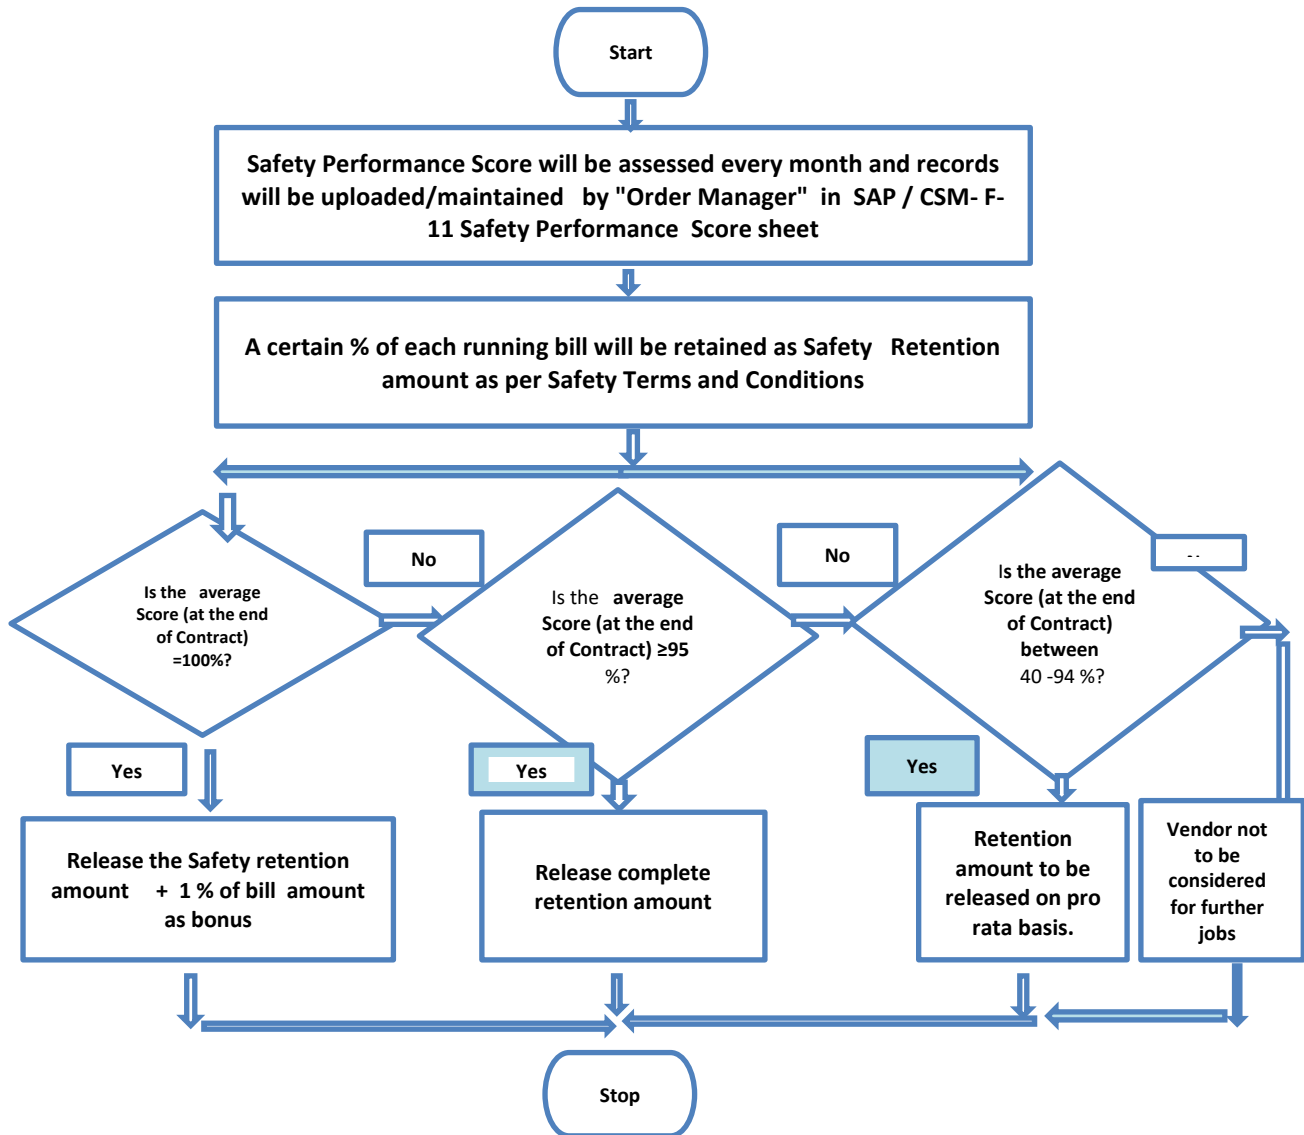 Start
Safety Performance Score will be assessed every month and records
will be uploaded/maintained by "Order Manager" in SAP / CSM- F-
11 Safety Performance Score sheet
A certain % of each running bill will be retained as Safety Retention
amount as per Safety Terms and Conditions
Is the average
Score (at the end
of Contract)
=100%?
No
Is the average
Score (at the end
of Contract) ≥95
%?
No
Is the average
Score (at the end
of Contract)
between
40 -94 %?
Yes
Yes
Yes
Release the Safety retention
amount + 1 % of bill amount
as bonus
Release complete
retention amount
Retention
amount to be
released on pro
rata basis.
Vendor not
to be
considered
for further
jobs
Stop